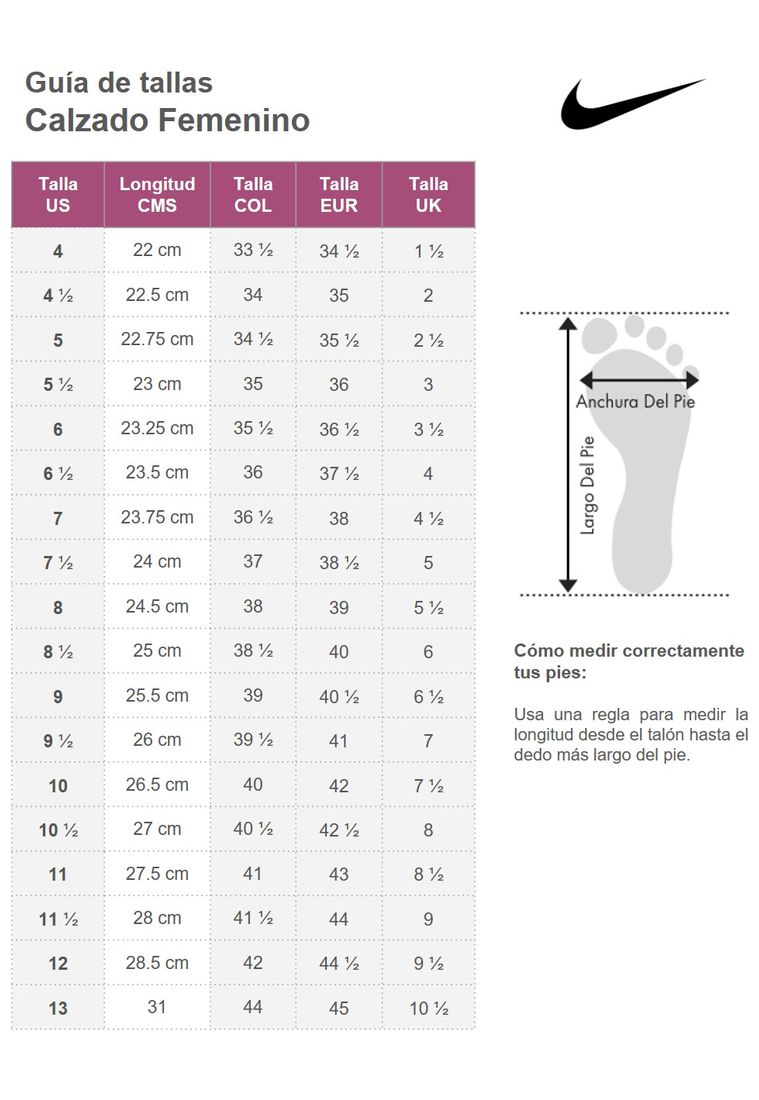 Guía de tallas
Calzado Femenino
Talla US Longitud CMS Talla COL Talla EUR Talla UK
4 22 cm 33 ½ 34 ½ 1 ½
4 ½ 22.5 cm 34 35 2
5 22.75 cm 34 ½ 35 ½ 2 ½
5 ½ 23 cm 35 36 3
6 23.25 cm 35 ½ 36 ½ 3 ½
6 ½ 23.5 cm 36 37 ½ 4
7 23.75 cm 36 ½ 38 4 ½
7 ½ 24 cm 37 38 ½ 5
8 24.5 cm 38 39 5 ½
8 ½ 25 cm 38 ½ 40 6
9 25.5 cm 39 40 ½ 6 ½
9 ½ 26 cm 39 ½ 41 7
10 26.5 cm 40 42 7 ½
10 ½ 27 cm 40 ½ 42 ½ 8
11 27.5 cm 41 43 8 ½
11 ½ 28 cm 41 ½ 44 9
12 28.5 cm 42 44 ½ 9 ½
13 31 44 45 10 ½
Anchura Del Pie
Largo Del Pie
Cómo medir correctamente
tus pies:
Usa una regla para medir la
longitud desde el talón hasta el
dedo más largo del pie.